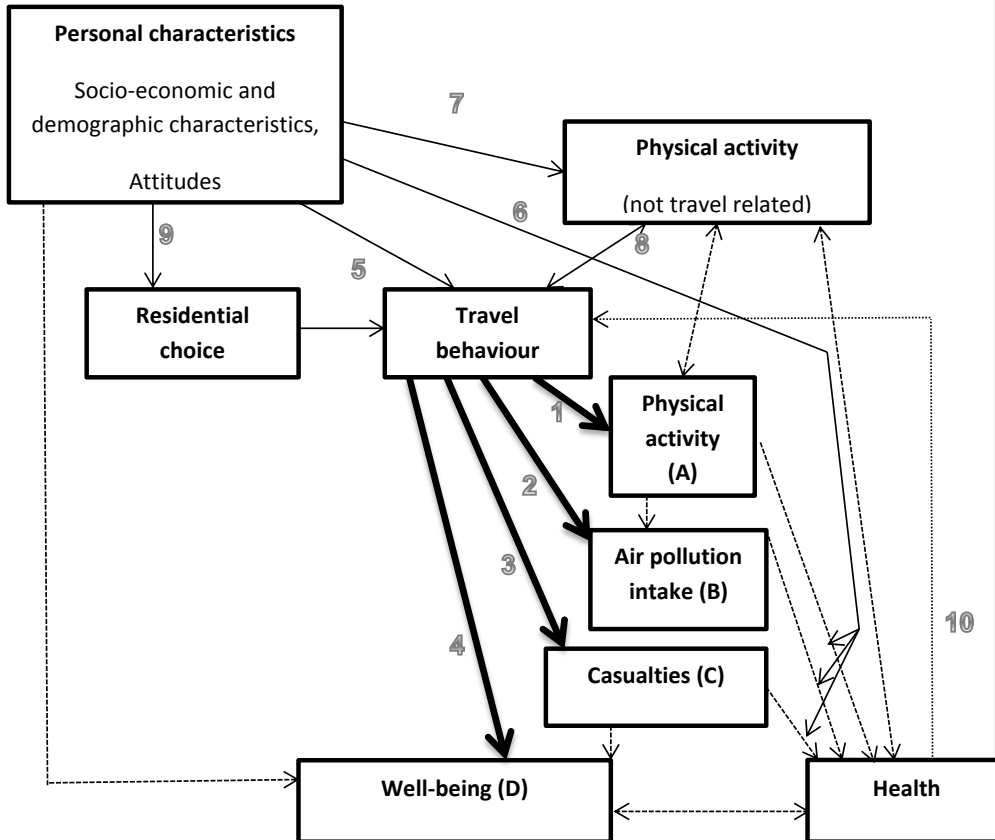 Personal characteristics
Socio-economic and
demographic characteristics,
Attitudes
7
Physical activity
(not travel related)
6
8
9
5
Residential
choice
Travel
behaviour
1
Physical
activity
(A)
2
Air pollution
intake (B)
3
10
4
Casualties (C)
Well-being (D)
Health